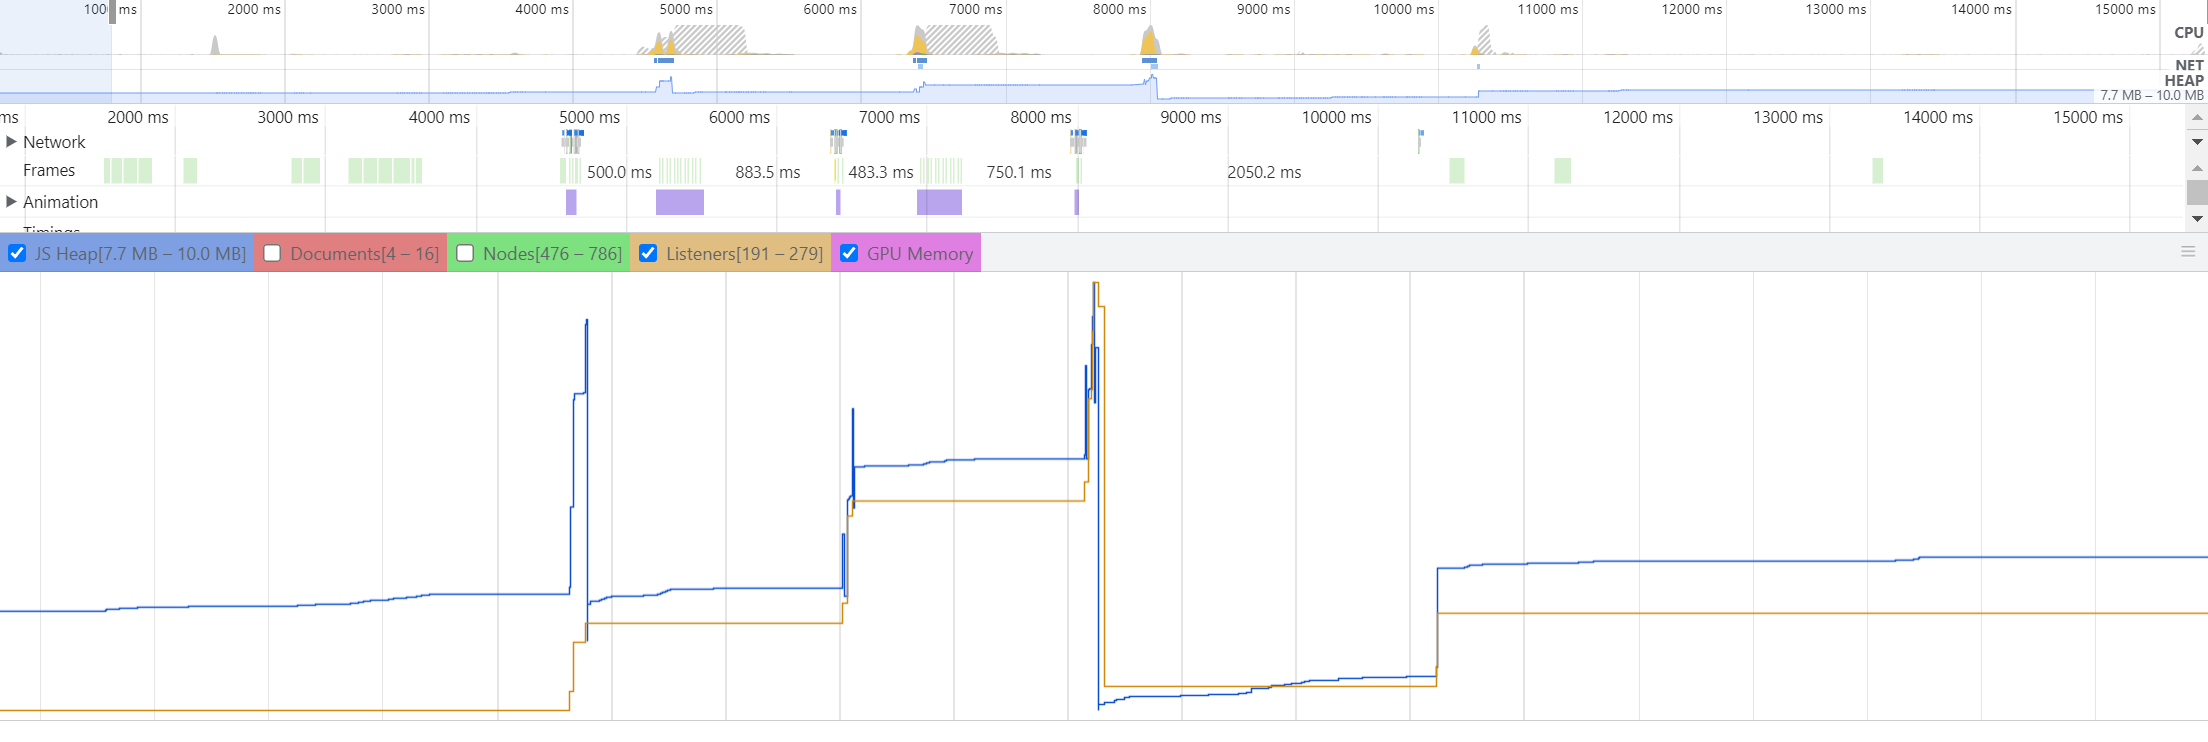 1000 ms 2000 ms 3000 ms 4000 ms 5000 ms 6000 ms 7000 ms 8000 ms 9000 ms 10000 ms 11000 ms 12000 ms 13000 ms 14000 ms 15000 ms
CPU
NET
HEAP
7.7 MB – 10.0 MB
ms 2000 ms 3000 ms 4000 ms 5000 ms 6000 ms 7000 ms 8000 ms 9000 ms 10000 ms 11000 ms 12000 ms 13000 ms 14000 ms 15000 ms
Network
Frames 500.0 ms 883.5 ms 483.3 ms 750.1 ms 2050.2 ms
Animation
Timings
JS Heap[7.7 MB – 10.0 MB] Documents[4 – 16] Nodes[476 – 786] Listeners[191 – 279] GPU Memory